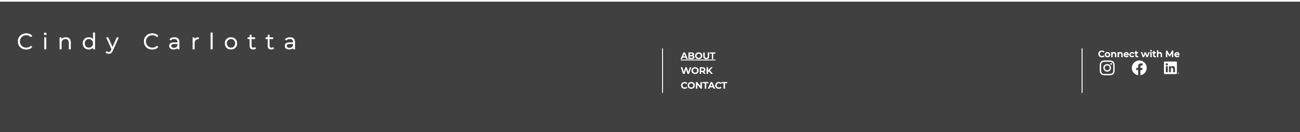 Cindy Carlotta
ABOUT
WORK
CONTACT
Connect with Me